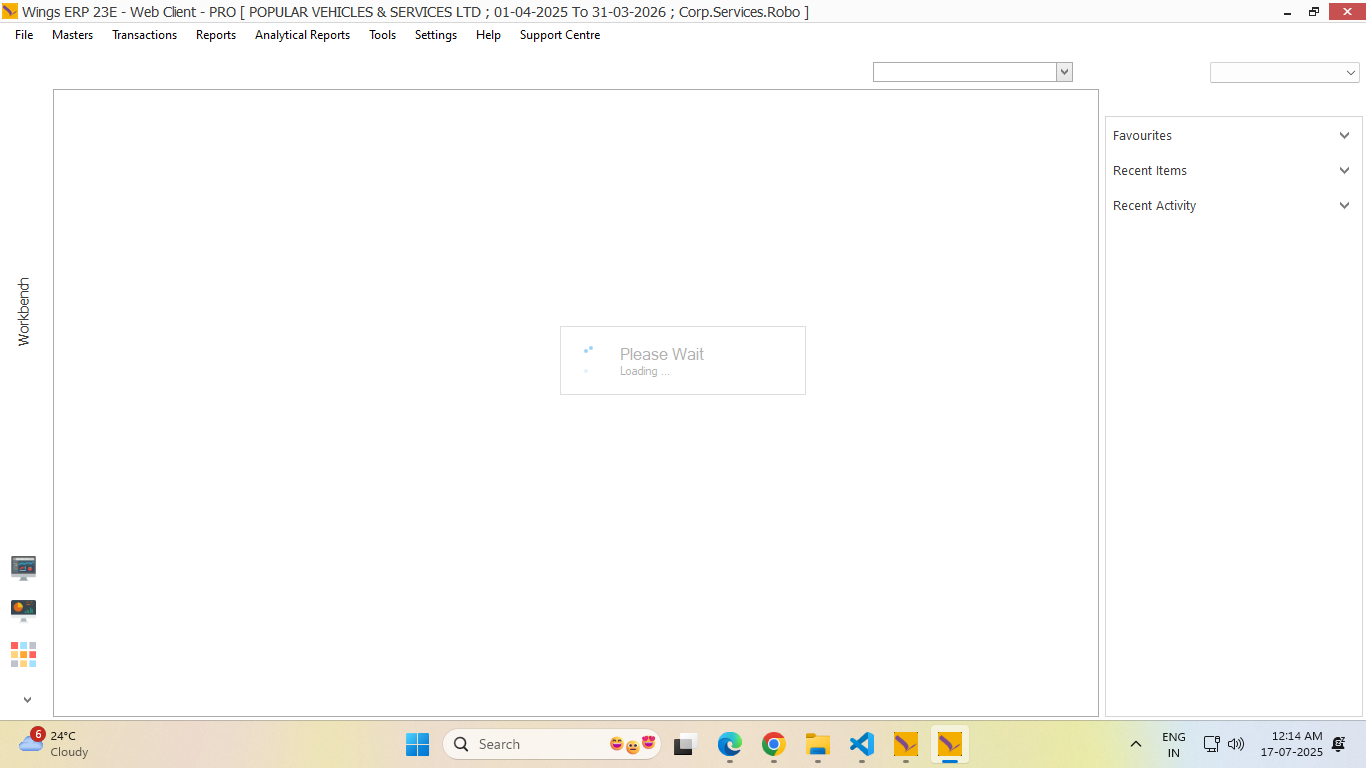 Wings ERP 23E - Web Client - PRO [ POPULAR VEHICLES & SERVICES LTD ; 01-04-2025 To 31-03-2026 ; Corp.Services.Robo ]
File Masters Transactions Reports Analytical Reports Tools Settings Help Support Centre
Favourites
Recent Items
Recent Activity
Workbench
Please Wait
Loading ...
6
24°C
Cloudy
Search
ENG
IN
12:14 AM
17-07-2025